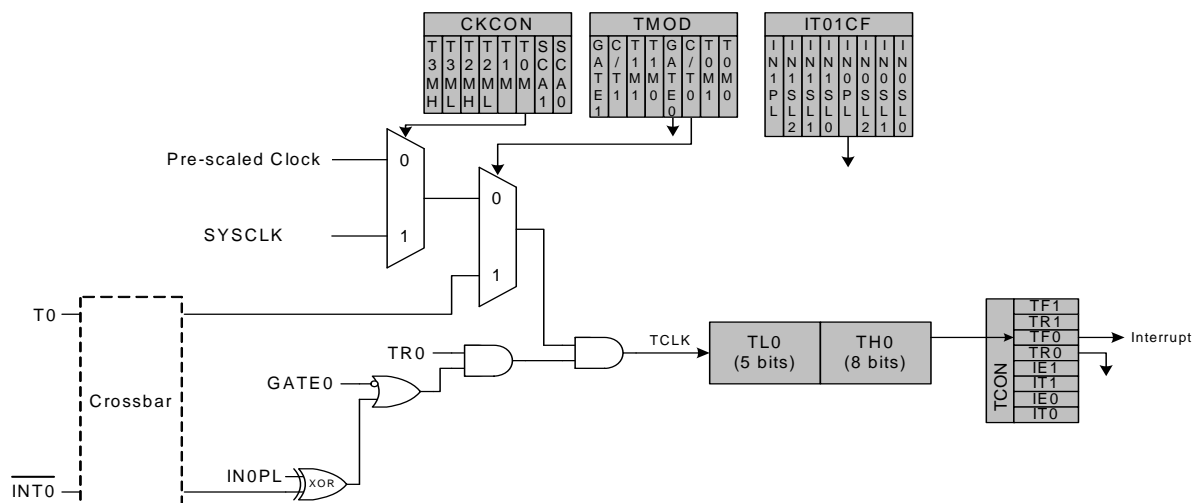 CKCON
T3MH T3ML T2MH T2ML T1M T0M SCA1 SCA0
TMOD
GATE1 C/T1 T1M1 T1M0 GATE0 C/T0 T0M1 T0M0
IT01CF
IN1PL IN1SL2 IN1SL1 IN1SL0 IN0PL IN0SL2 IN0SL1 IN0SL0
Pre-scaled Clock
0
SYSCLK
1
0
1
T0
Crossbar
INT0
TR0
GATE0
IN0PL
XOR
TCLK
TL0
(5 bits)
TH0
(8 bits)
TCON
TF1
TR1
TF0
TR0
IE1
IT1
IE0
IT0
Interrupt